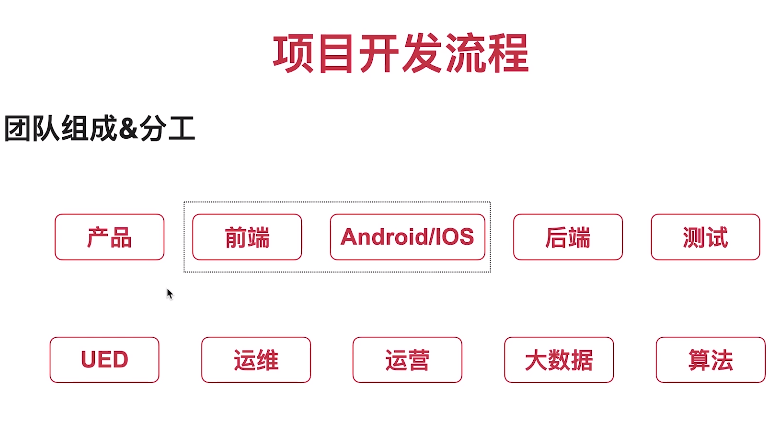 项目开发流程
团队组成&分工
产品 前端 Android/IOS 后端 测试
UED 运维 运营 大数据 算法